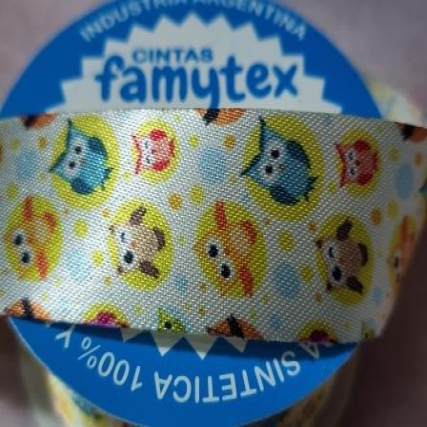 INDUSTRIA ARGENTINA
CINTAS
famytex
SINTETICA 100%